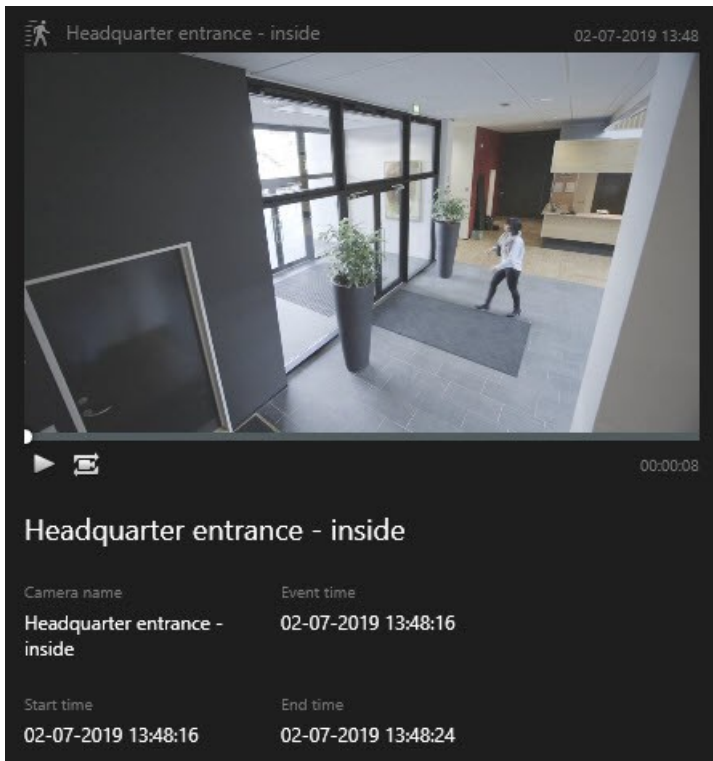 Headquarter entrance - inside
02-07-2019 13:48
00:00:08
Headquarter entrance - inside
Camera name
Event time
Headquarter entrance -
02-07-2019 13:48:16
inside
Start time
End time
02-07-2019 13:48:16
02-07-2019 13:48:24